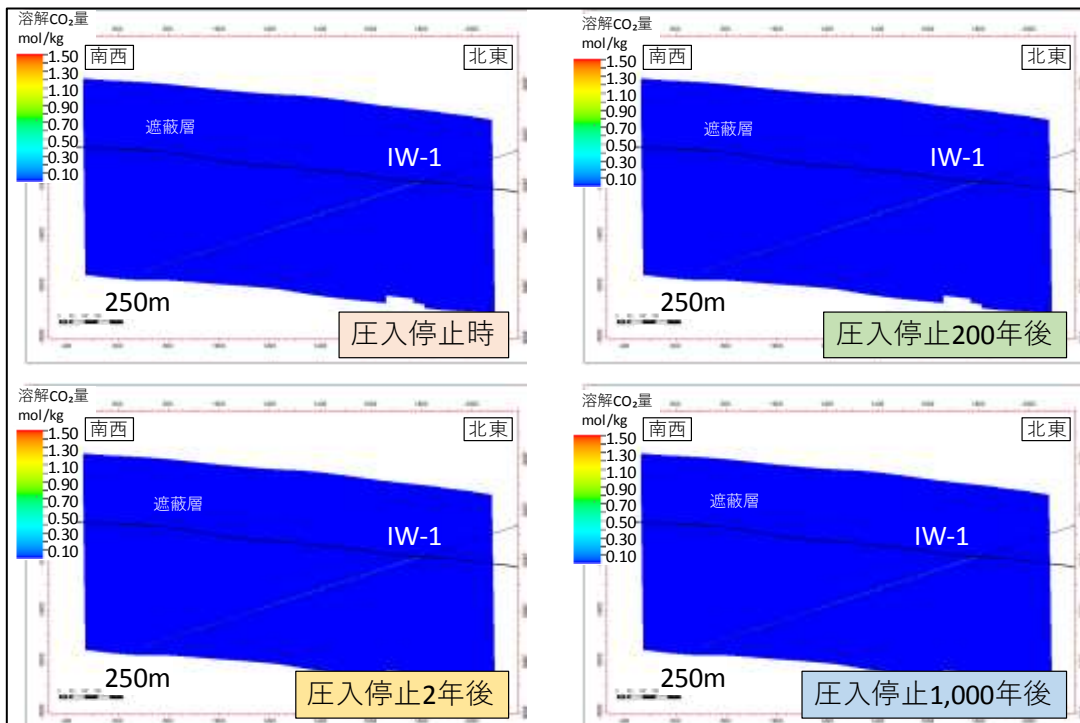 溶解CO₂量
mol/kg
1.50
1.30
1.10
0.90
0.70
0.50
0.30
0.10
南西
北東
遮蔽層
IW-1
250m
圧入停止時
溶解CO₂量
mol/kg
1.50
1.30
1.10
0.90
0.70
0.50
0.30
0.10
南西
北東
遮蔽層
IW-1
250m
圧入停止200年後
溶解CO₂量
mol/kg
1.50
1.30
1.10
0.90
0.70
0.50
0.30
0.10
南西
北東
遮蔽層
IW-1
250m
圧入停止2年後
溶解CO₂量
mol/kg
1.50
1.30
1.10
0.90
0.70
0.50
0.30
0.10
南西
北東
遮蔽層
IW-1
250m
圧入停止1,000年後